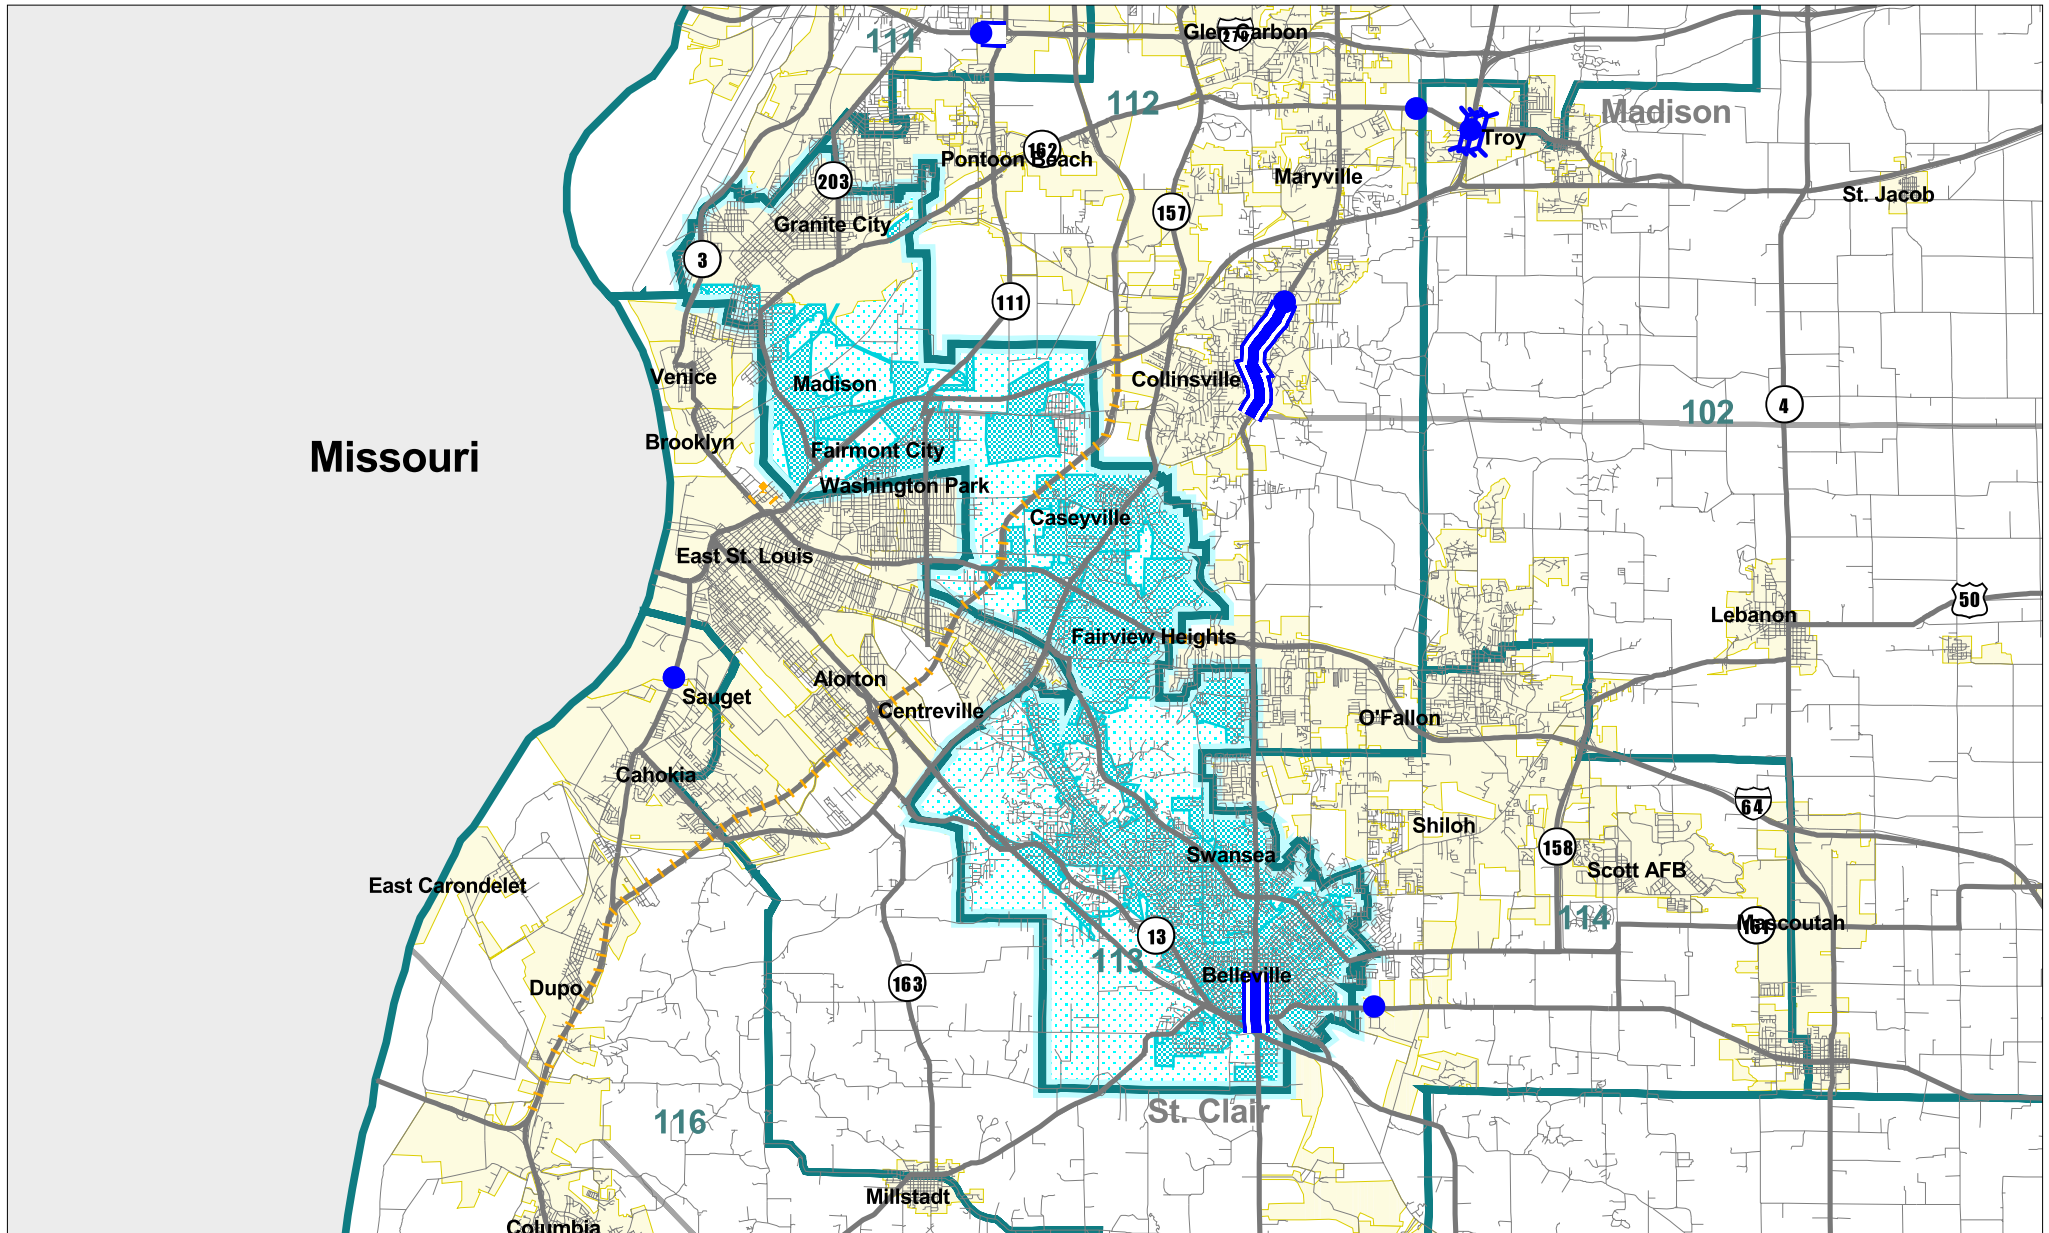 111
Glen Carbon
270
112
Madison
162
Pontoon Beach
Troy
203
Maryville
St. Jacob
157
Granite City
3
111
Venice
Madison
Collinsville
102
4
Brooklyn
Fairmont City
Missouri
Washington Park
Caseyville
East St. Louis
50
Lebanon
Fairview Heights
Alorton
Sauget
Centreville
O'Fallon
Cahokia
64
Shiloh
158
Swansea
Scott AFB
East Carondelet
114
Mascoutah
13
113
Belleville
163
Dupo
St. Clair
116
Millstadt
Columbia